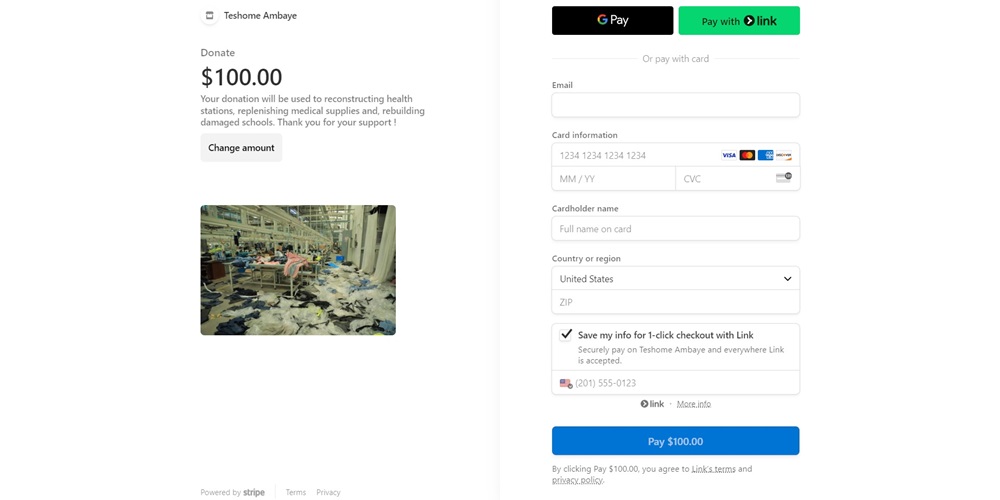 Teshome Ambaye
Donate
$100.00
Your donation will be used to reconstructing health
stations, replenishing medical supplies and, rebuilding
damaged schools. Thank you for your support !
Change amount
Powered by stripe
Terms Privacy
G Pay
Pay with link
Or pay with card
Email
Card information
1234 1234 1234 1234 VISA
MM / YY CVC
Cardholder name
Full name on card
Country or region
United States
ZIP
Save my info for 1-click checkout with Link
Securely pay on Teshome Ambaye and everywhere Link
is accepted.
(201) 555-0123
link · More info
Pay $100.00
By clicking Pay $100.00, you agree to Link's terms and
privacy policy.